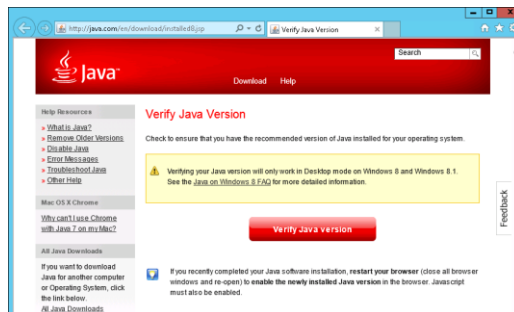 http://java.com/en/download/installed8.jsp
Verify Java Version
Search
Java
Download Help
Help Resources
» What is Java?
» Remove Older Versions
» Disable Java
» Error Messages
» Troubleshoot Java
» Other Help
Mac OS X Chrome
Why can't I use Chrome
with Java 7 on my Mac?
All Java Downloads
If you want to download
Java for another computer
or Operating System, click
the link below.
All Java Downloads
Verify Java Version
Check to ensure that you have the recommended version of Java installed for your operating system.
Verifying your Java version will only work in Desktop mode on Windows 8 and Windows 8.1.
See the Java on Windows 8 FAQ for more detailed information.
Verify Java version
If you recently completed your Java software installation, restart your browser (close all browser
windows and re-open) to enable the newly installed Java version in the browser. Javascript
must also be enabled.
Feedback